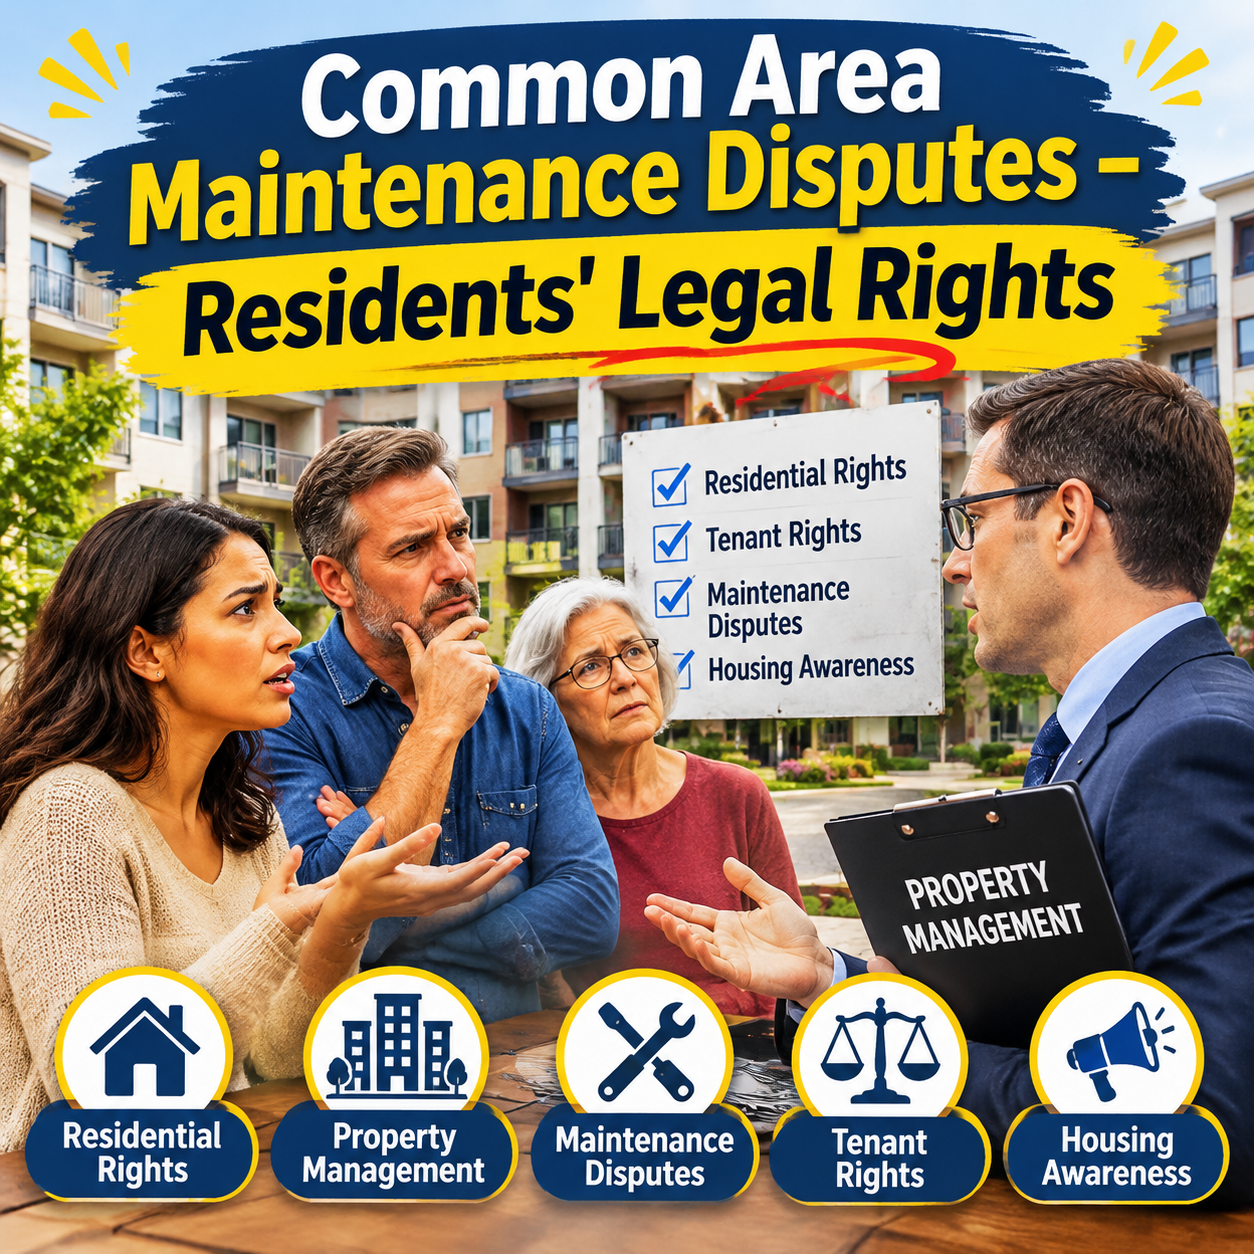 Common Area
Maintenance Disputes –
Residents' Legal Rights
Residential Rights
Tenant Rights
Maintenance
Disputes
Housing Awareness
PROPERTY
MANAGEMENT
Residential
Rights
Property
Management
Maintenance
Disputes
Tenant
Rights
Housing
Awareness